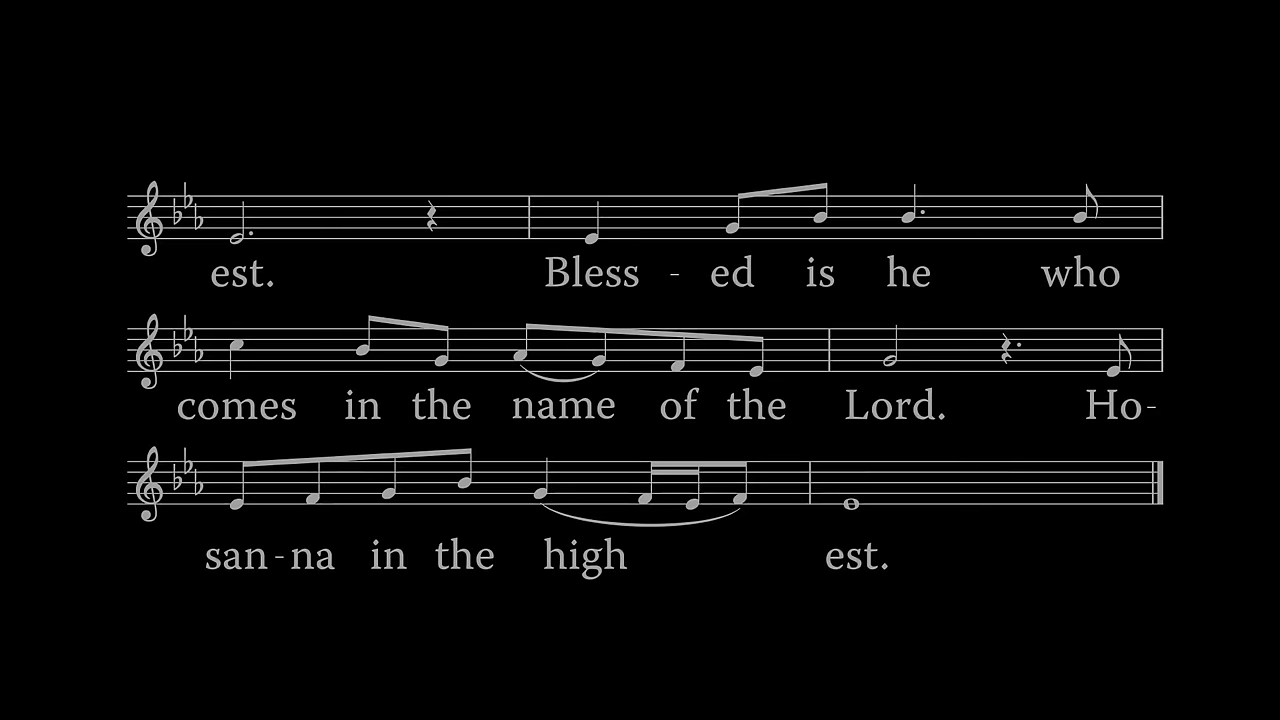 est. Bless - ed is he who
comes in the name of the Lord. Ho-
san-na in the high est.